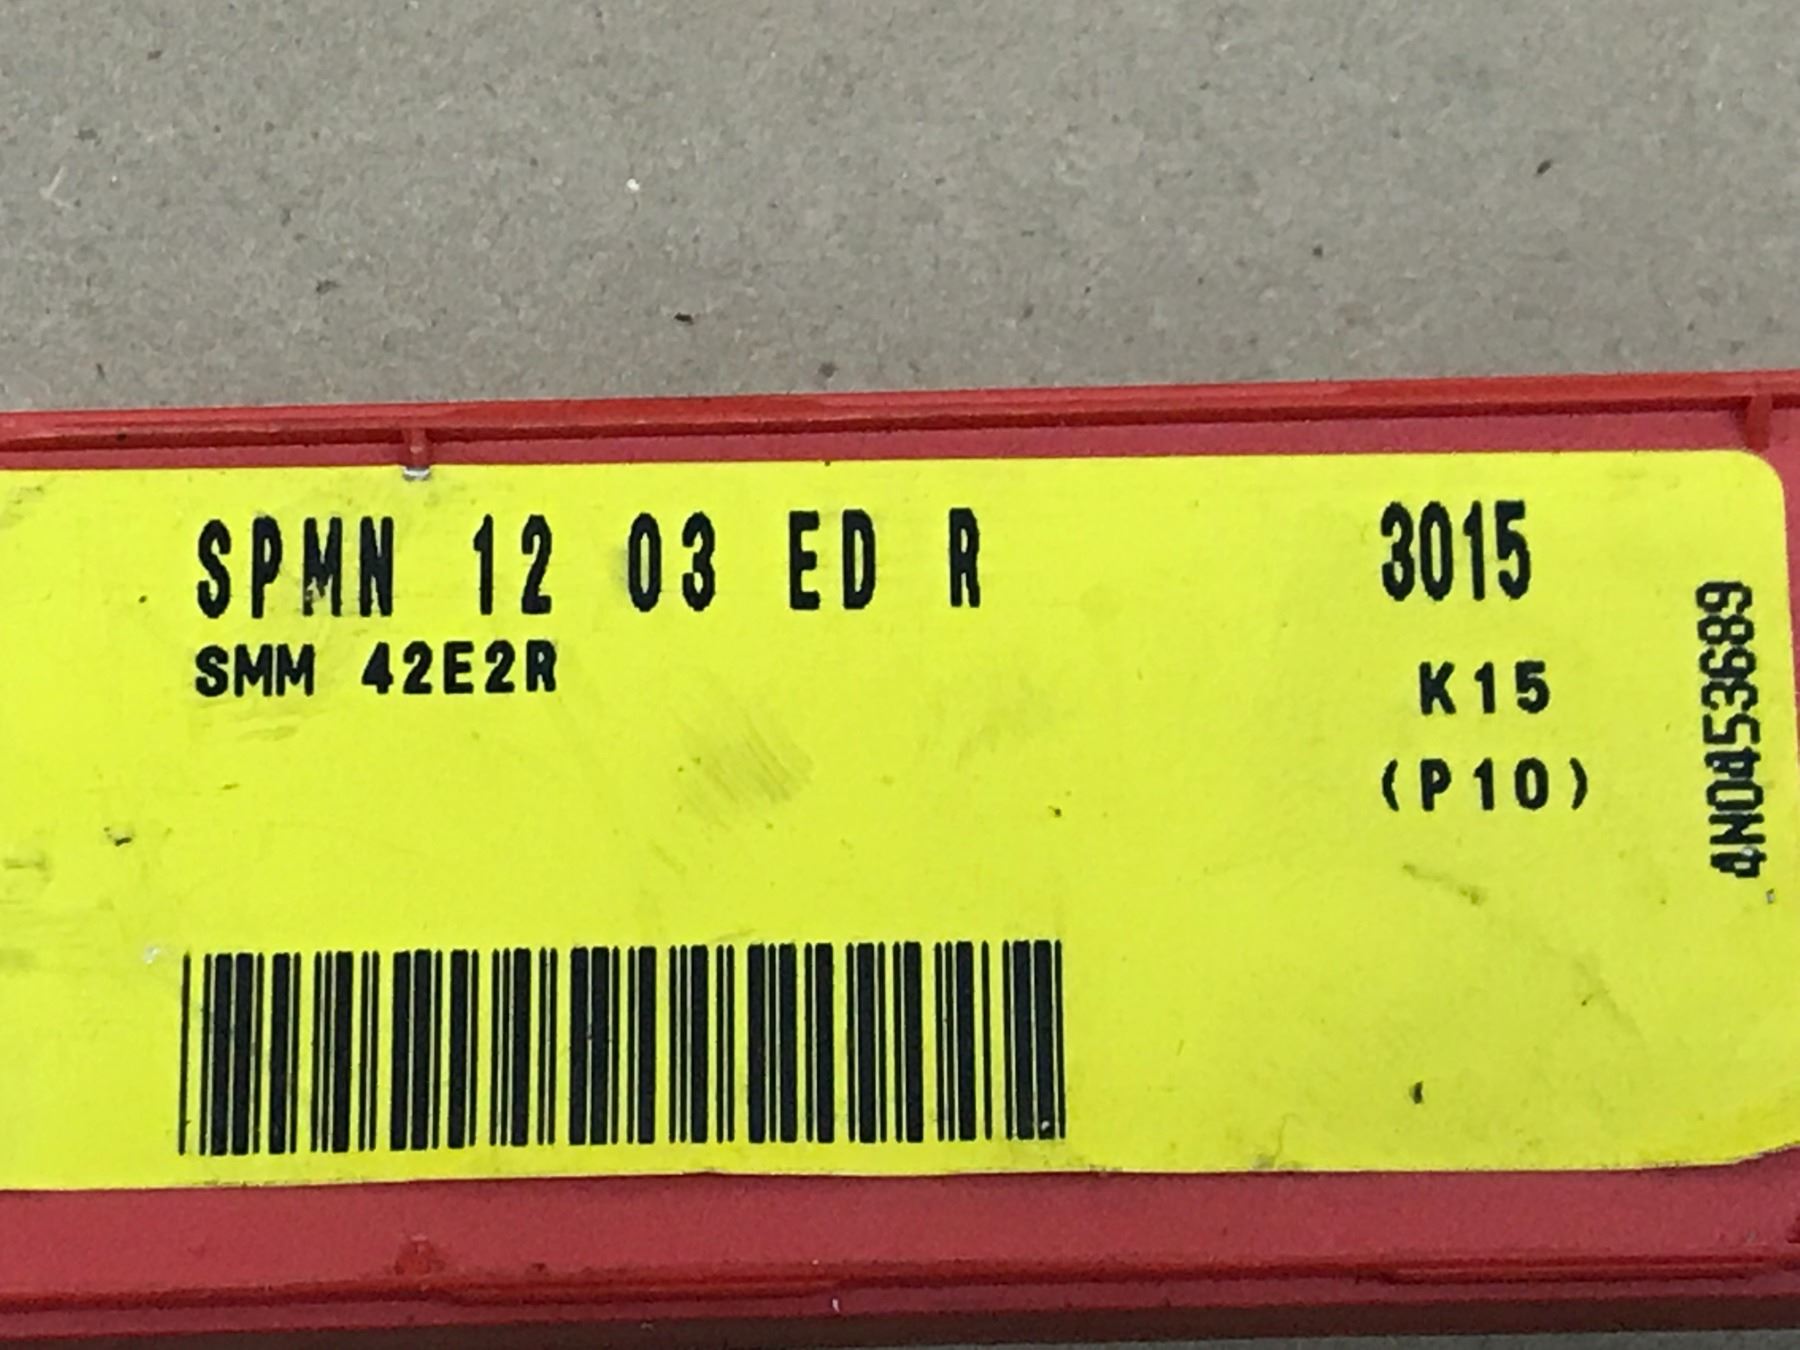 SPMN 12 03 ED R 3015
SMM 42E2R K15
(P10)
4N0453689